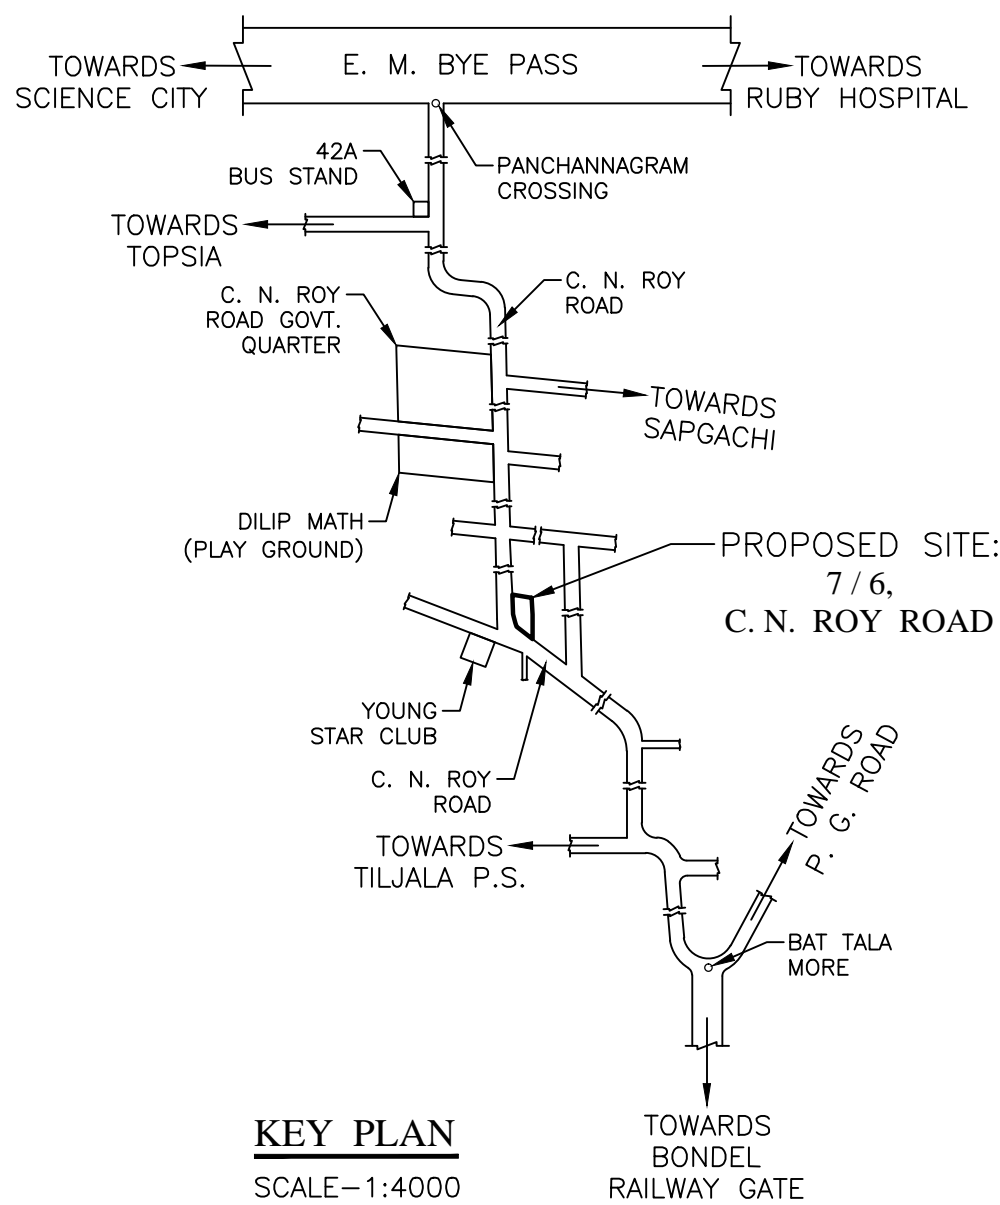 E. M. BYE PASS
TOWARDS
SCIENCE CITY
TOWARDS
RUBY HOSPITAL
42A
BUS STAND
PANCHANNAGRAM
CROSSING
TOWARDS
TOPSIA
C. N. ROY
ROAD
C. N. ROY
ROAD GOVT.
QUARTER
TOWARDS
SAPGACHI
DILIP MATH
(PLAY GROUND)
PROPOSED SITE:
7 / 6,
C. N. ROY ROAD
YOUNG
STAR CLUB
C. N. ROY
ROAD
TOWARDS
P. G. ROAD
TOWARDS
TILJALA P.S.
BAT TALA
MORE
TOWARDS
BONDEL
RAILWAY GATE
KEY PLAN
SCALE-1:4000